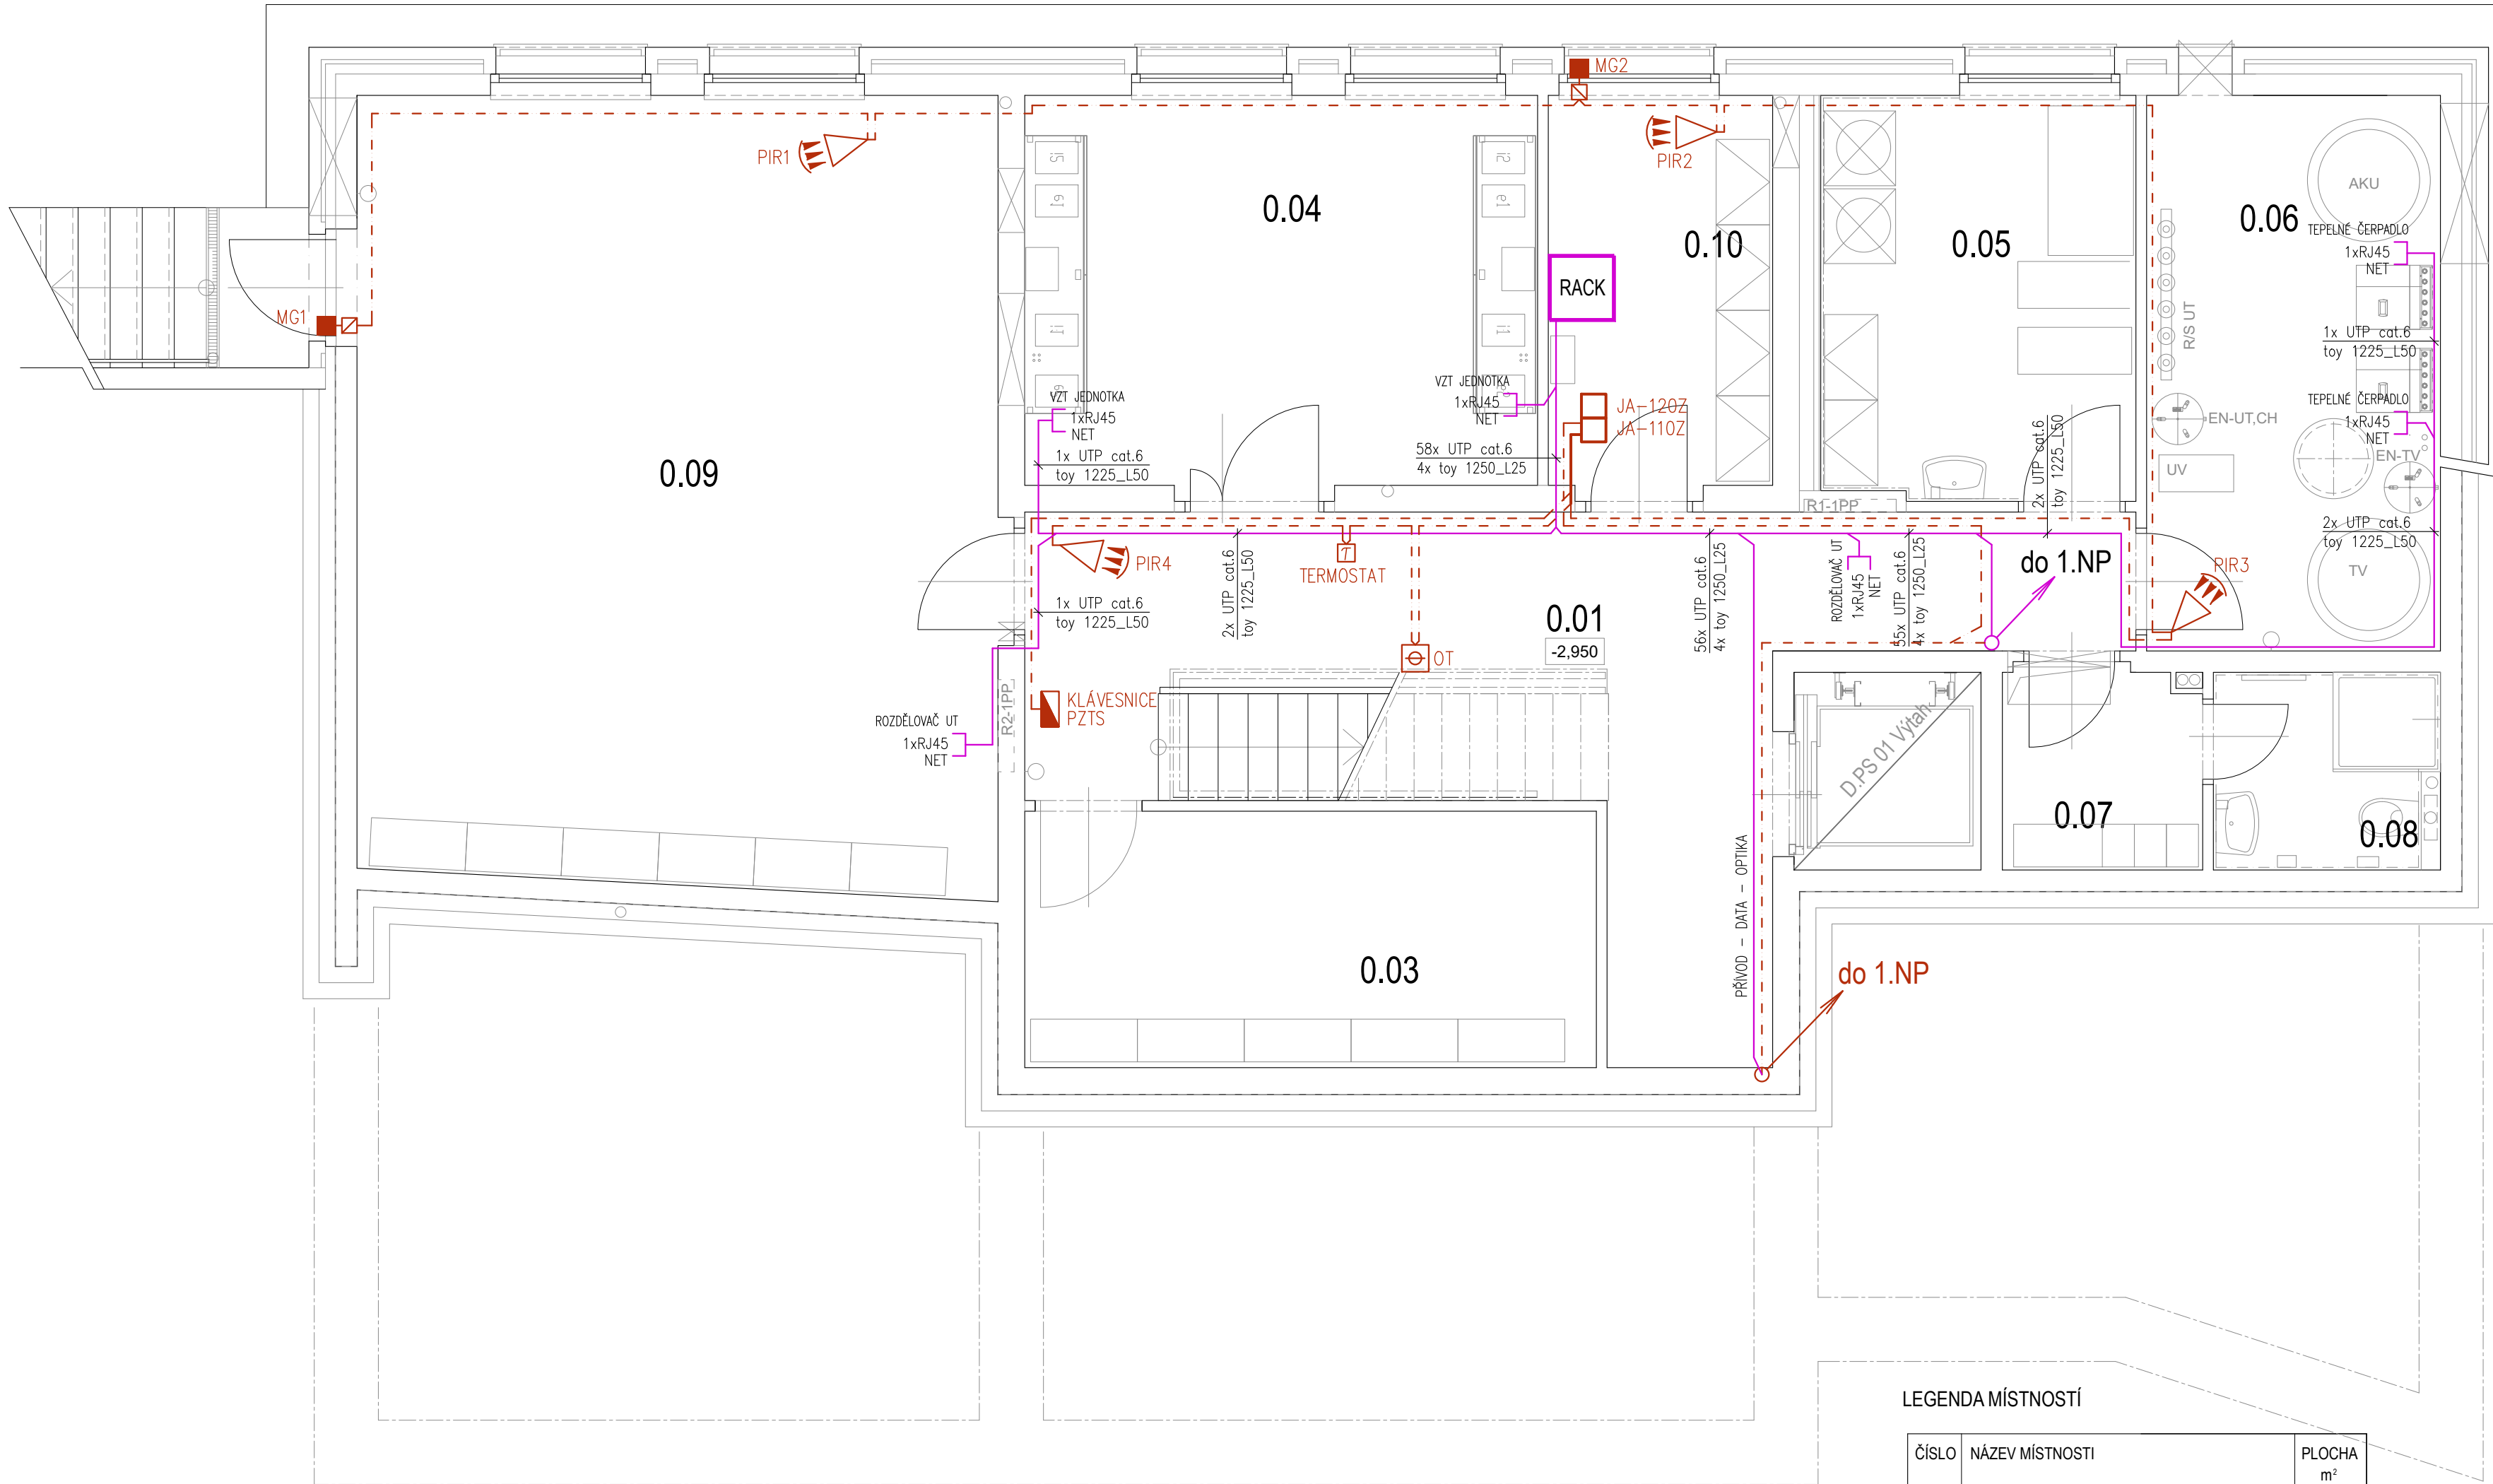 MG2
PIR1
PIR2
0.04
0.10
0.05
0.06
AKU
TEPELNÉ ČERPADLO
1xRJ45
NET
RACK
MG1
R/S UT
1x UTP cat.6
toy 1225_L50
VZT JEDNOTKA
1xRJ45
NET
VZT JEDNOTKA
1xRJ45
NET
JA-120Z
JA-110Z
TEPELNÉ ČERPADLO
1xRJ45
NET
EN-UT,CH
EN-TV
UV
0.09
1x UTP cat.6
toy 1225_L50
58x UTP cat.6
4x toy 1250_L25
2x UTP cat.6
toy 1225_L50
R1-1PP
2x UTP cat.6
toy 1225_L50
PIR4
TERMOSTAT
T
2x UTP cat.6
toy 1225_L50
56x UTP cat.6
4x toy 1250_L25
ROZDĚLOVAČ UT
1xRJ45
NET
55x UTP cat.6
4x toy 1250_L25
do 1.NP
PIR3
TV
1x UTP cat.6
toy 1225_L50
0.01
-2,950
OT
KLÁVESNICE
PZTS
R2-1PP
ROZDĚLOVAČ UT
1xRJ45
NET
D.PS 01 Výtah
0.07
0.08
PŘÍVOD - DATA - OPTIKA
0.03
do 1.NP
LEGENDA MÍSTNOSTÍ
ČÍSLO NÁZEV MÍSTNOSTI PLOCHA
m²